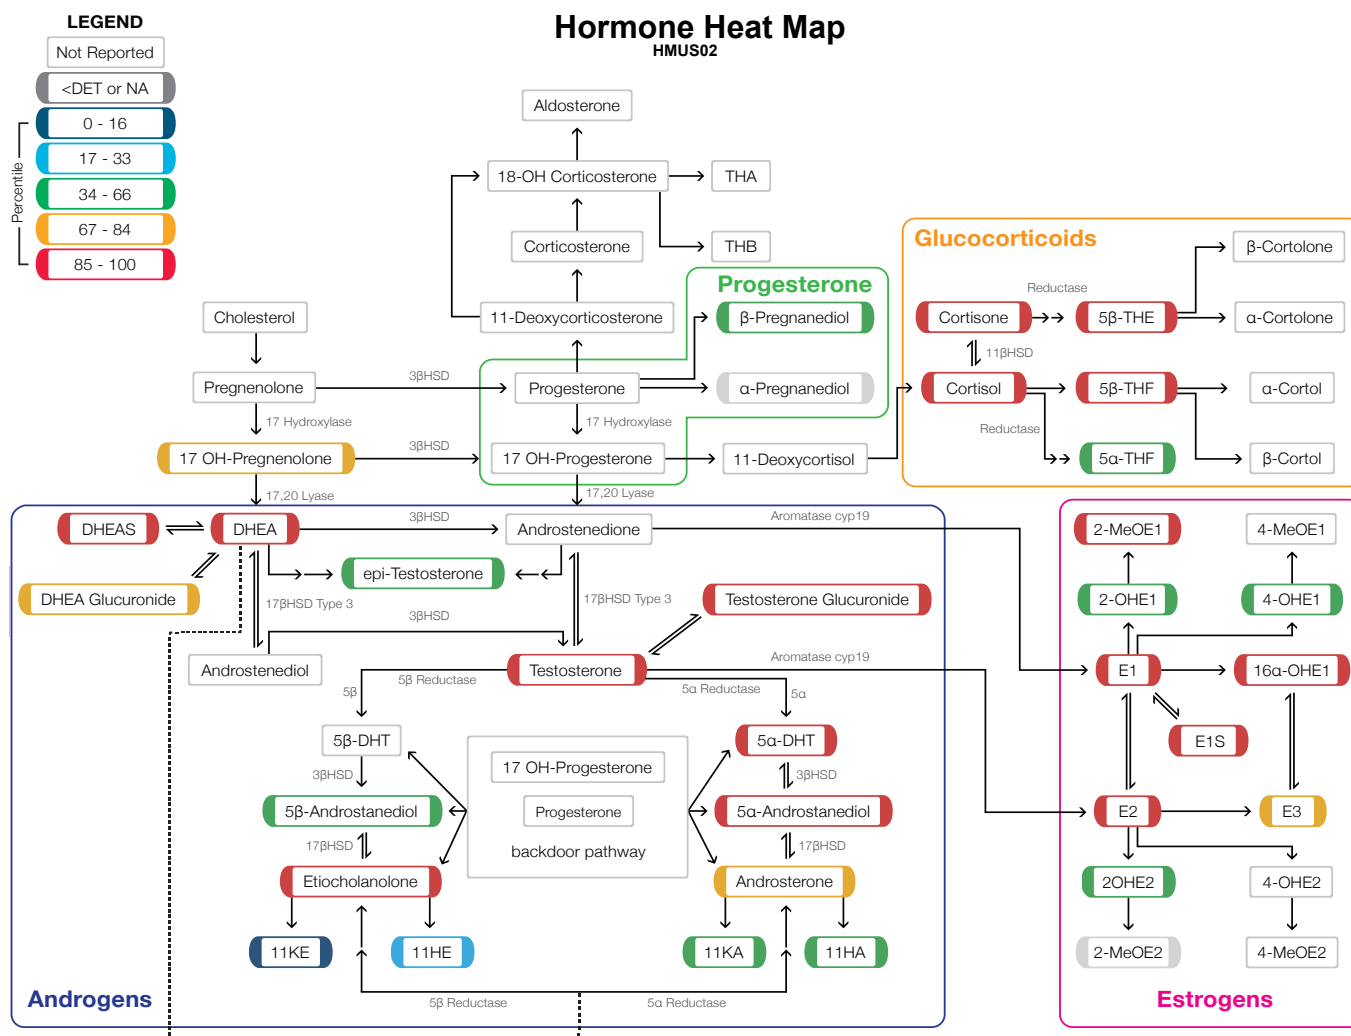 LEGEND
Not Reported
<DET or NA
Percentile
0 - 16
17 - 33
34 - 66
67 - 84
85 - 100
Hormone Heat Map
HMUS02
Aldosterone
18-OH Corticosterone
THA
Corticosterone
THB
Glucocorticoids
β-Cortolone
Progesterone
Reductase
Cholesterol
11-Deoxycorticosterone
β-Pregnanediol
Cortisone
5β-THE
α-Cortolone
11βHSD
Pregnenolone
3βHSD
Progesterone
α-Pregnanediol
Cortisol
5β-THF
α-Cortol
17 Hydroxylase
17 Hydroxylase
Reductase
17 OH-Pregnenolone
3βHSD
17 OH-Progesterone
11-Deoxycortisol
5α-THF
β-Cortol
17,20 Lyase
17,20 Lyase
DHEAS
DHEA
3βHSD
Androstenedione
Aromatase cyp19
2-MeOE1
4-MeOE1
epi-Testosterone
DHEA Glucuronide
17βHSD Type 3
17βHSD Type 3
Testosterone Glucuronide
2-OHE1
4-OHE1
3βHSD
Androstenediol
Testosterone
Aromatase cyp19
E1
16α-OHE1
5β Reductase
5α Reductase
5β
5α
5β-DHT
17 OH-Progesterone
5α-DHT
E1S
3βHSD
3βHSD
5β-Androstanediol
Progesterone
5α-Androstanediol
E2
E3
17βHSD
backdoor pathway
17βHSD
Etiocholanolone
Androsterone
2OHE2
4-OHE2
11KE
11HE
11KA
11HA
2-MeOE2
4-MeOE2
Androgens
5β Reductase
5α Reductase
Estrogens